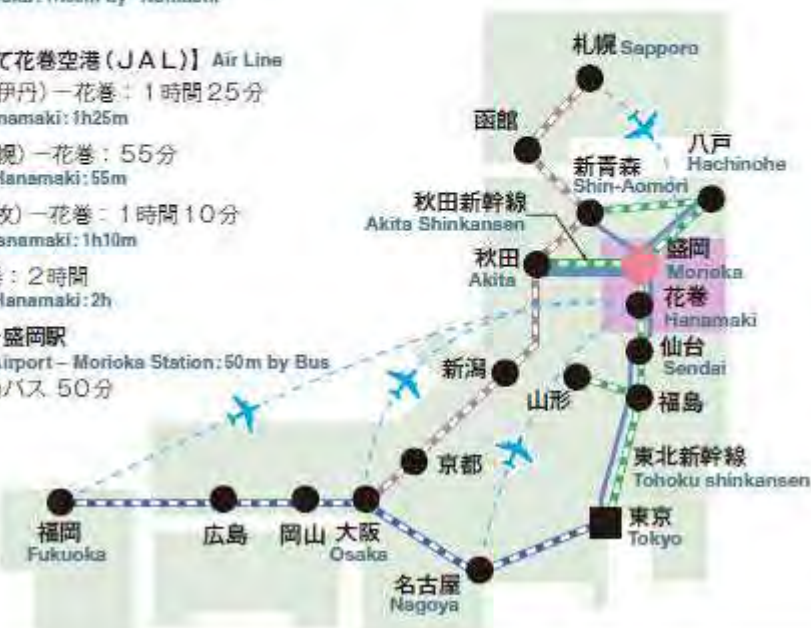 て花巻空港(JAL)】Air Line
伊丹)－花巻：1時間25分
anamaki:1h25m
幌)－花巻：55分
Hanamaki:55m
牧)－花巻：1時間10分
anamaki:1h10m
：2時間
Hanamaki:2h
盛岡駅
Airport – Morioka Station:50m by Bus
バス 50分
札幌 Sapporo
函館
八戸
Hachinohe
新青森
Shin-Aomori
秋田新幹線
Akita Shinkansen
秋田
Akita
盛岡
Morioka
花巻
Hanamaki
仙台
Sendai
新潟
山形
福島
京都
東北新幹線
Tohoku shinkansen
福岡
Fukuoka
広島
岡山
大阪
Osaka
東京
Tokyo
名古屋
Nagoya